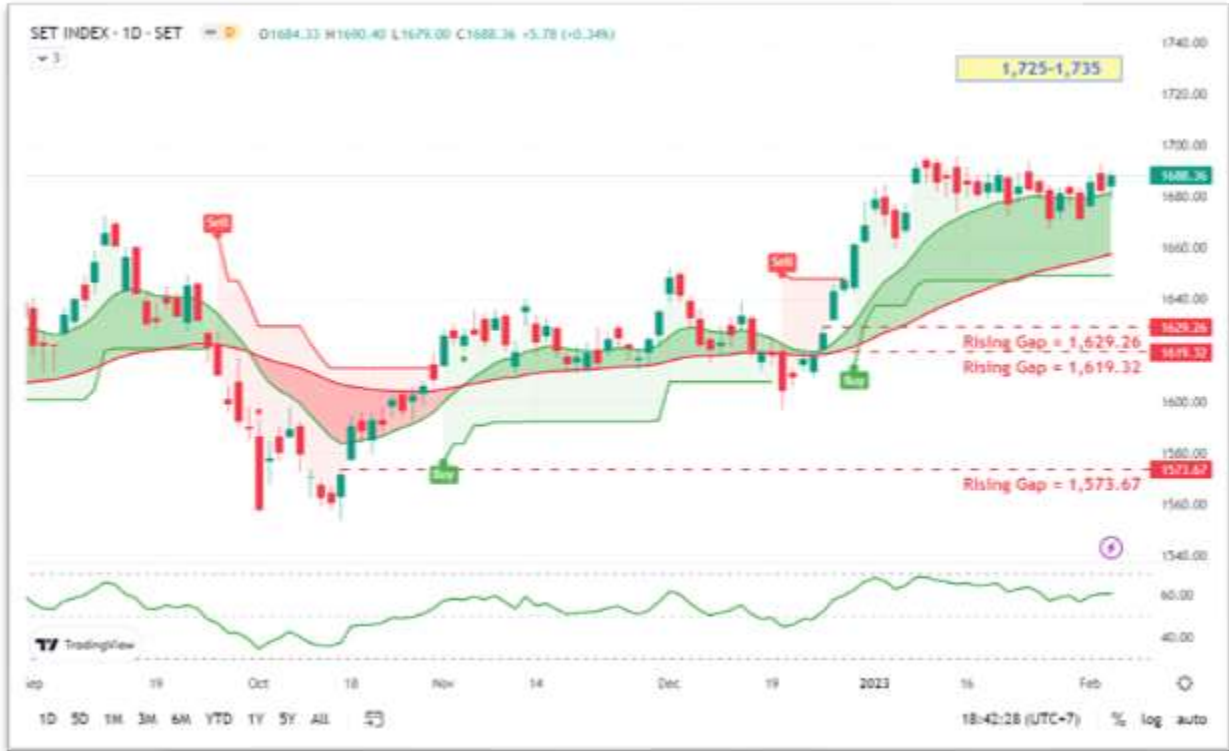 SET INDEX · 1D · SET D O1684.33 H1690.40 L1679.00 C1688.36 +5.78 (+0.34%)
3
1740.00
1,725-1,735
1720.00
1700.00
1688.36
1680.00
Sell
1660.00
Sell
1640.00
1629.26
Rising Gap = 1,629.26
1619.32
Rising Gap = 1,619.32
Buy
1600.00
1580.00
Buy
1573.67
Rising Gap = 1,573.67
1560.00
1540.00
60.00
40.00
TradingView
Sep 19 Oct 18 Nov 14 Dec 19 2023 16 Feb
1D 5D 1M 3M 6M YTD 1Y 5Y All 18:42:28 (UTC+7) % log auto